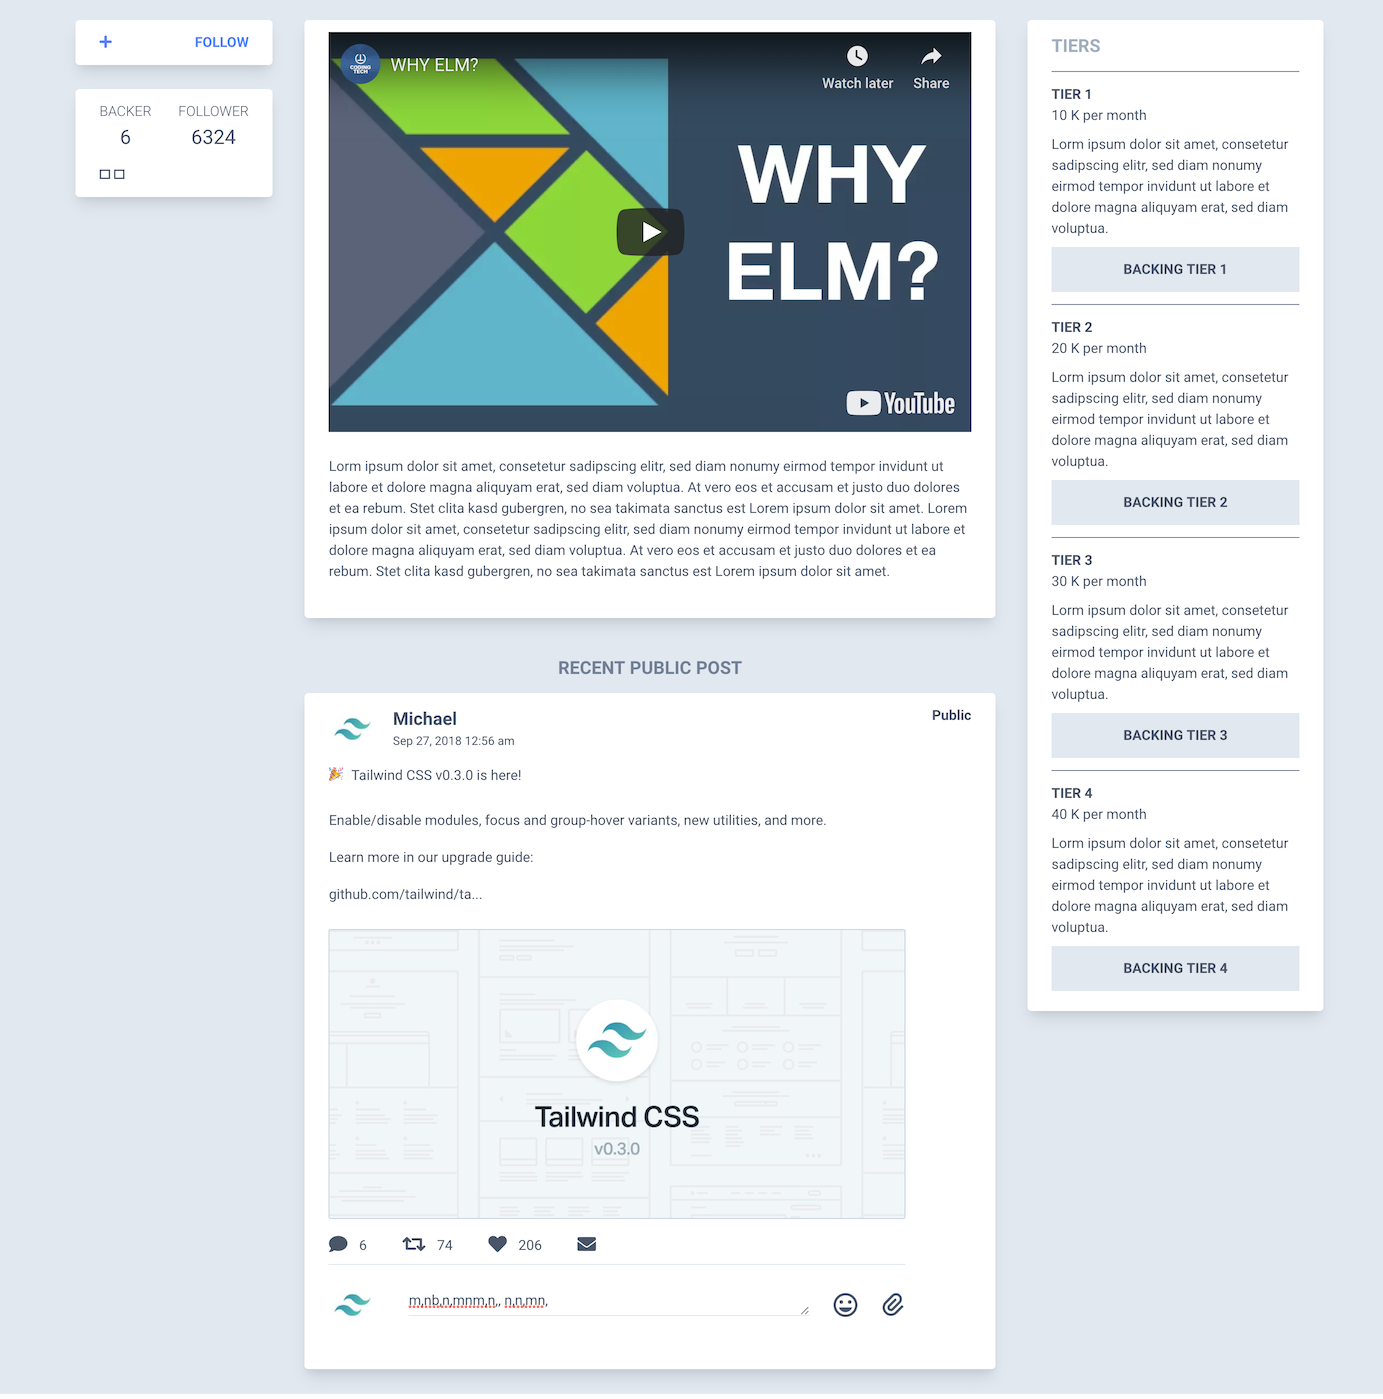 FOLLOW
BACKER FOLLOWER
6 6324
CODING
TECH
WHY ELM?
Watch later Share
WHY
ELM?
YouTube
Lorm ipsum dolor sit amet, consetetur sadipscing elitr, sed diam nonumy eirmod tempor invidunt ut
labore et dolore magna aliquyam erat, sed diam voluptua. At vero eos et accusam et justo duo dolores
et ea rebum. Stet clita kasd gubergren, no sea takimata sanctus est Lorem ipsum dolor sit amet. Lorem
ipsum dolor sit amet, consetetur sadipscing elitr, sed diam nonumy eirmod tempor invidunt ut labore et
dolore magna aliquyam erat, sed diam voluptua. At vero eos et accusam et justo duo dolores et ea
rebum. Stet clita kasd gubergren, no sea takimata sanctus est Lorem ipsum dolor sit amet.
RECENT PUBLIC POST
Michael
Public
Sep 27, 2018 12:56 am
🎉 Tailwind CSS v0.3.0 is here!
Enable/disable modules, focus and group-hover variants, new utilities, and more.
Learn more in our upgrade guide:
github.com/tailwind/ta...
Tailwind CSS
v0.3.0
6 74 206
m,nb,n,mnm,n,, n,n,mn,
TIERS
TIER 1
10 K per month
Lorm ipsum dolor sit amet, consetetur
sadipscing elitr, sed diam nonumy
eirmod tempor invidunt ut labore et
dolore magna aliquyam erat, sed diam
voluptua.
BACKING TIER 1
TIER 2
20 K per month
Lorm ipsum dolor sit amet, consetetur
sadipscing elitr, sed diam nonumy
eirmod tempor invidunt ut labore et
dolore magna aliquyam erat, sed diam
voluptua.
BACKING TIER 2
TIER 3
30 K per month
Lorm ipsum dolor sit amet, consetetur
sadipscing elitr, sed diam nonumy
eirmod tempor invidunt ut labore et
dolore magna aliquyam erat, sed diam
voluptua.
BACKING TIER 3
TIER 4
40 K per month
Lorm ipsum dolor sit amet, consetetur
sadipscing elitr, sed diam nonumy
eirmod tempor invidunt ut labore et
dolore magna aliquyam erat, sed diam
voluptua.
BACKING TIER 4